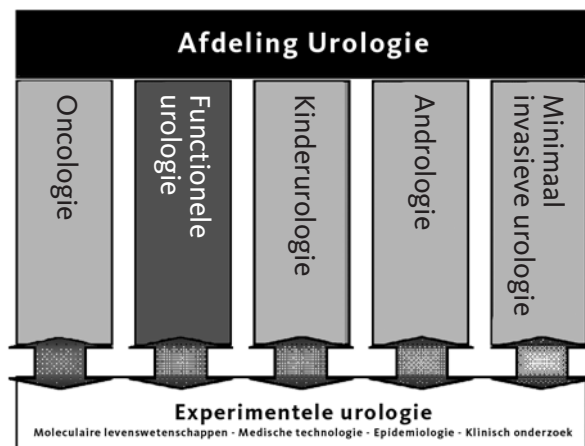 Afdeling Urologie
Oncologie
Functionele
urologie
Kinderurologie
Andrologie
Minimaal
invasieve urologie
Experimentele urologie
Moleculaire levenswetenschappen - Medische technologie - Epidemiologie - Klinisch onderzoek